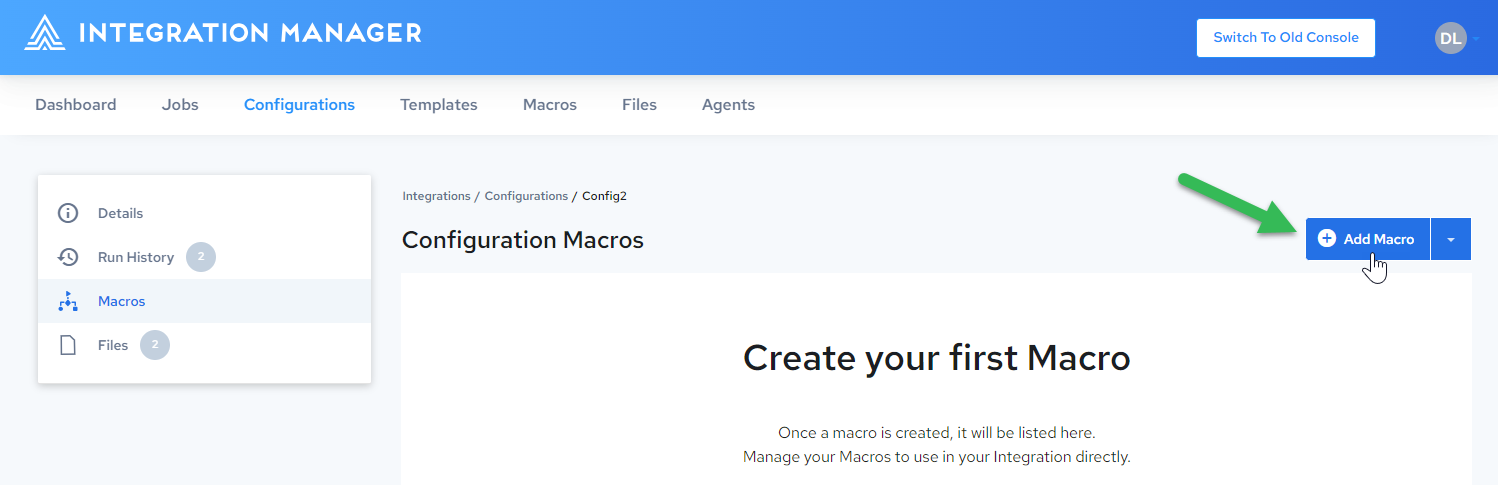 INTEGRATION MANAGER
Switch To Old Console
DL
Dashboard Jobs Configurations Templates Macros Files Agents
Details
Run History 2
Macros
Files 2
Integrations / Configurations / Config2
Configuration Macros
Add Macro
Create your first Macro
Once a macro is created, it will be listed here.
Manage your Macros to use in your Integration directly.